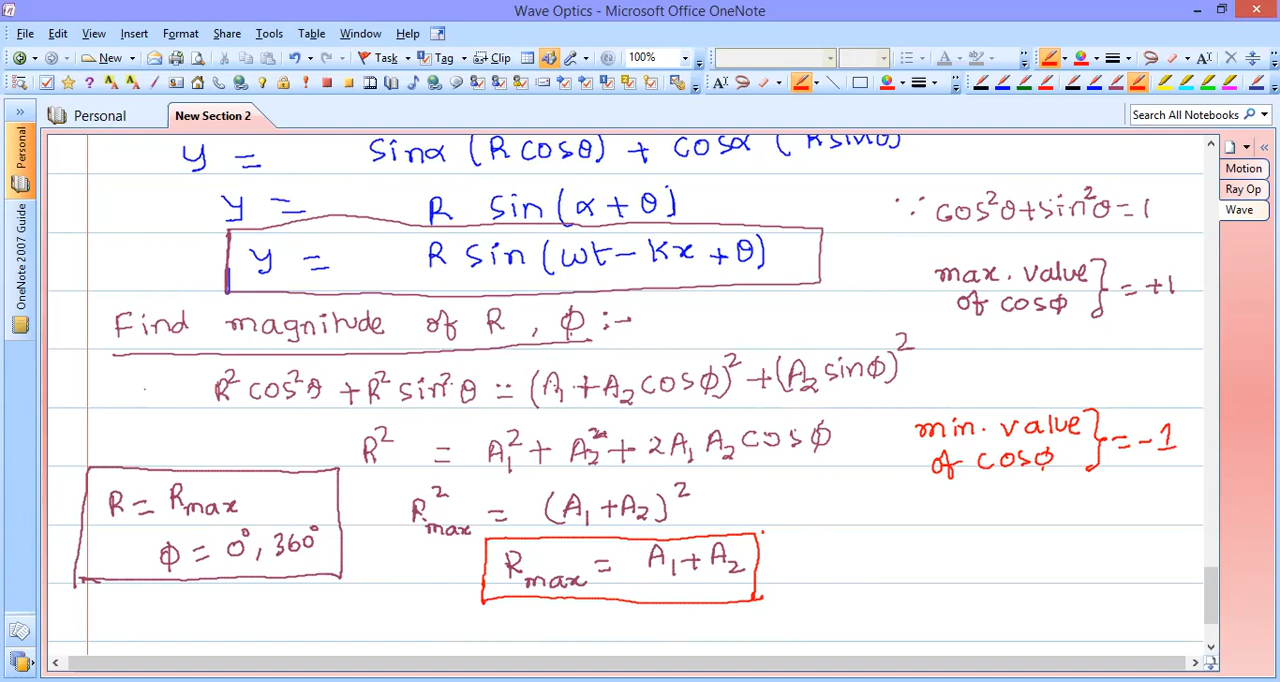 Wave Optics - Microsoft Office OneNote
File Edit View Insert Format Share Tools Table Window Help
New Task Tag Clip 100%
Personal New Section 2 Search All Notebooks
Personal
OneNote 2007 Guide
Motion
Ray Op
Wave
y = Sinα (R Cosθ) + Cosα (R sinθ)
y = R sin(α + θ)
∵ cos²θ + sin²θ = 1
y = R sin (ωt - Kx + θ)
max. value of cosφ } = +1
Find magnitude of R, φ :-
R² cos²θ + R² sin²θ = (A₁ + A₂ cosφ)² + (A₂ sinφ)²
R² = A₁² + A₂² + 2A₁ A₂ cosφ
min. value of cosφ } = -1
R = Rmax
φ = 0°, 360°
R²max = (A₁ + A₂)²
Rmax = A₁ + A₂